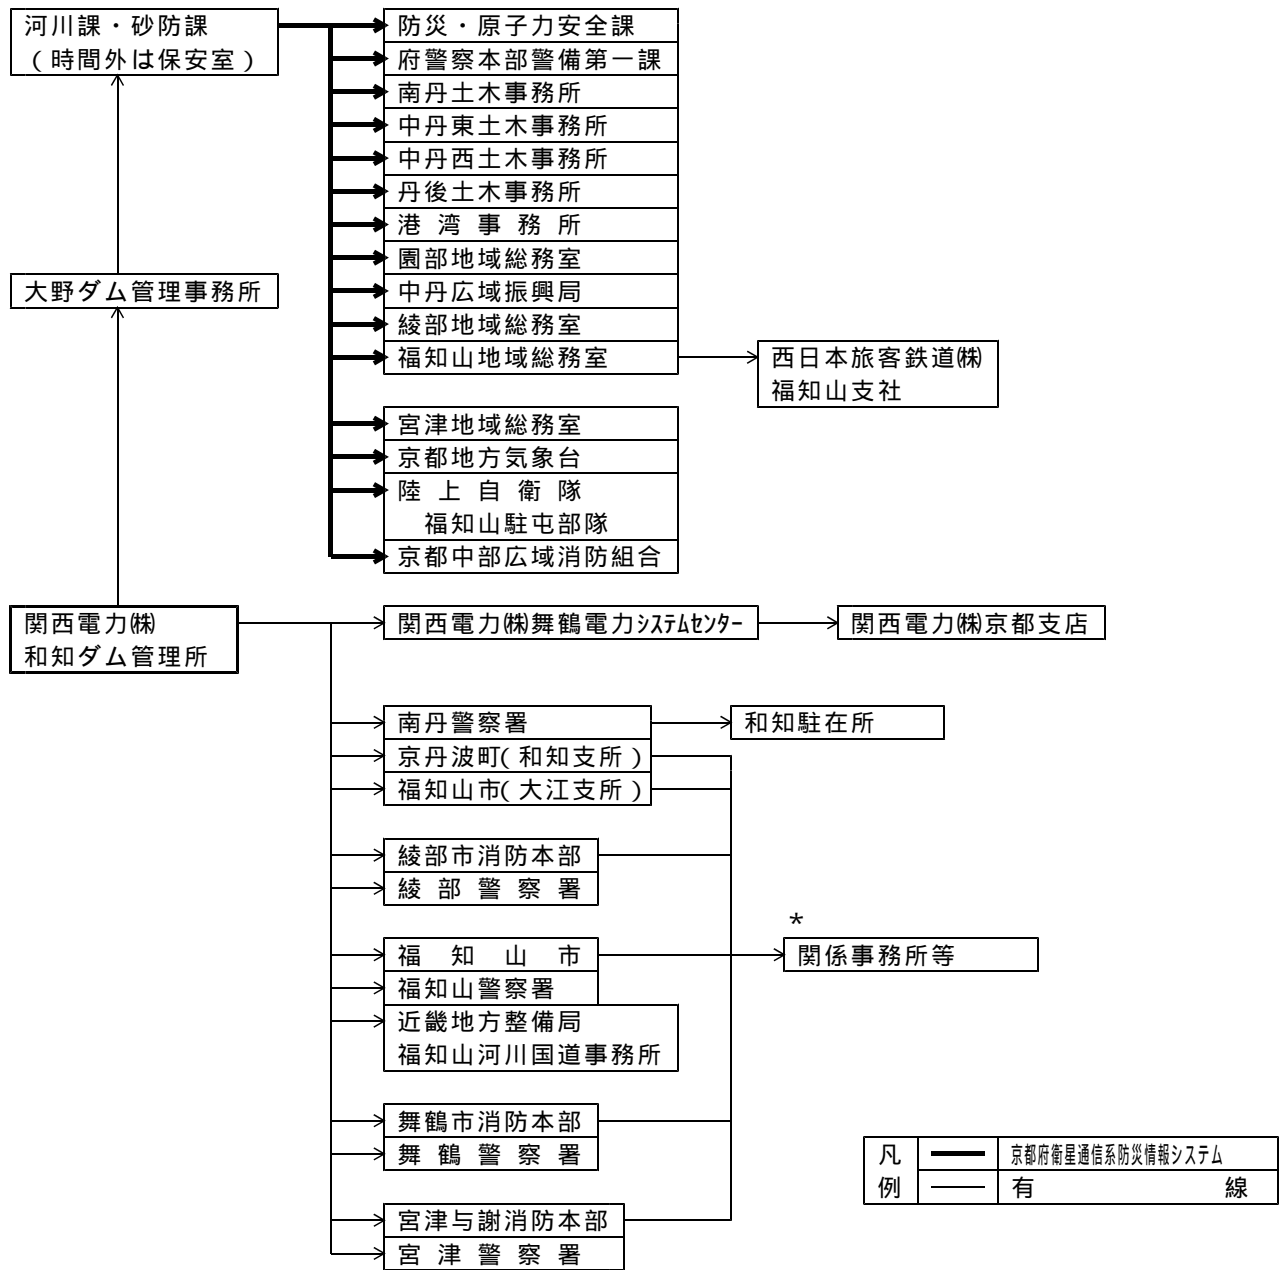 河川課・砂防課
(時間外は保安室)
防災・原子力安全課
府警察本部警備第一課
南丹土木事務所
中丹東土木事務所
中丹西土木事務所
丹後土木事務所
港湾事務所
園部地域総務室
大野ダム管理事務所
中丹広域振興局
綾部地域総務室
福知山地域総務室
西日本旅客鉄道㈱
福知山支社
宮津地域総務室
京都地方気象台
陸上自衛隊
福知山駐屯部隊
京都中部広域消防組合
関西電力㈱
和知ダム管理所
関西電力㈱舞鶴電力システムセンター
関西電力㈱京都支店
南丹警察署
和知駐在所
京丹波町(和知支所)
福知山市(大江支所)
綾部市消防本部
綾部警察署
*
福知山市
関係事務所等
福知山警察署
近畿地方整備局
福知山河川国道事務所
舞鶴市消防本部
舞鶴警察署
宮津与謝消防本部
宮津警察署
凡例
京都府衛星通信系防災情報システム
有線